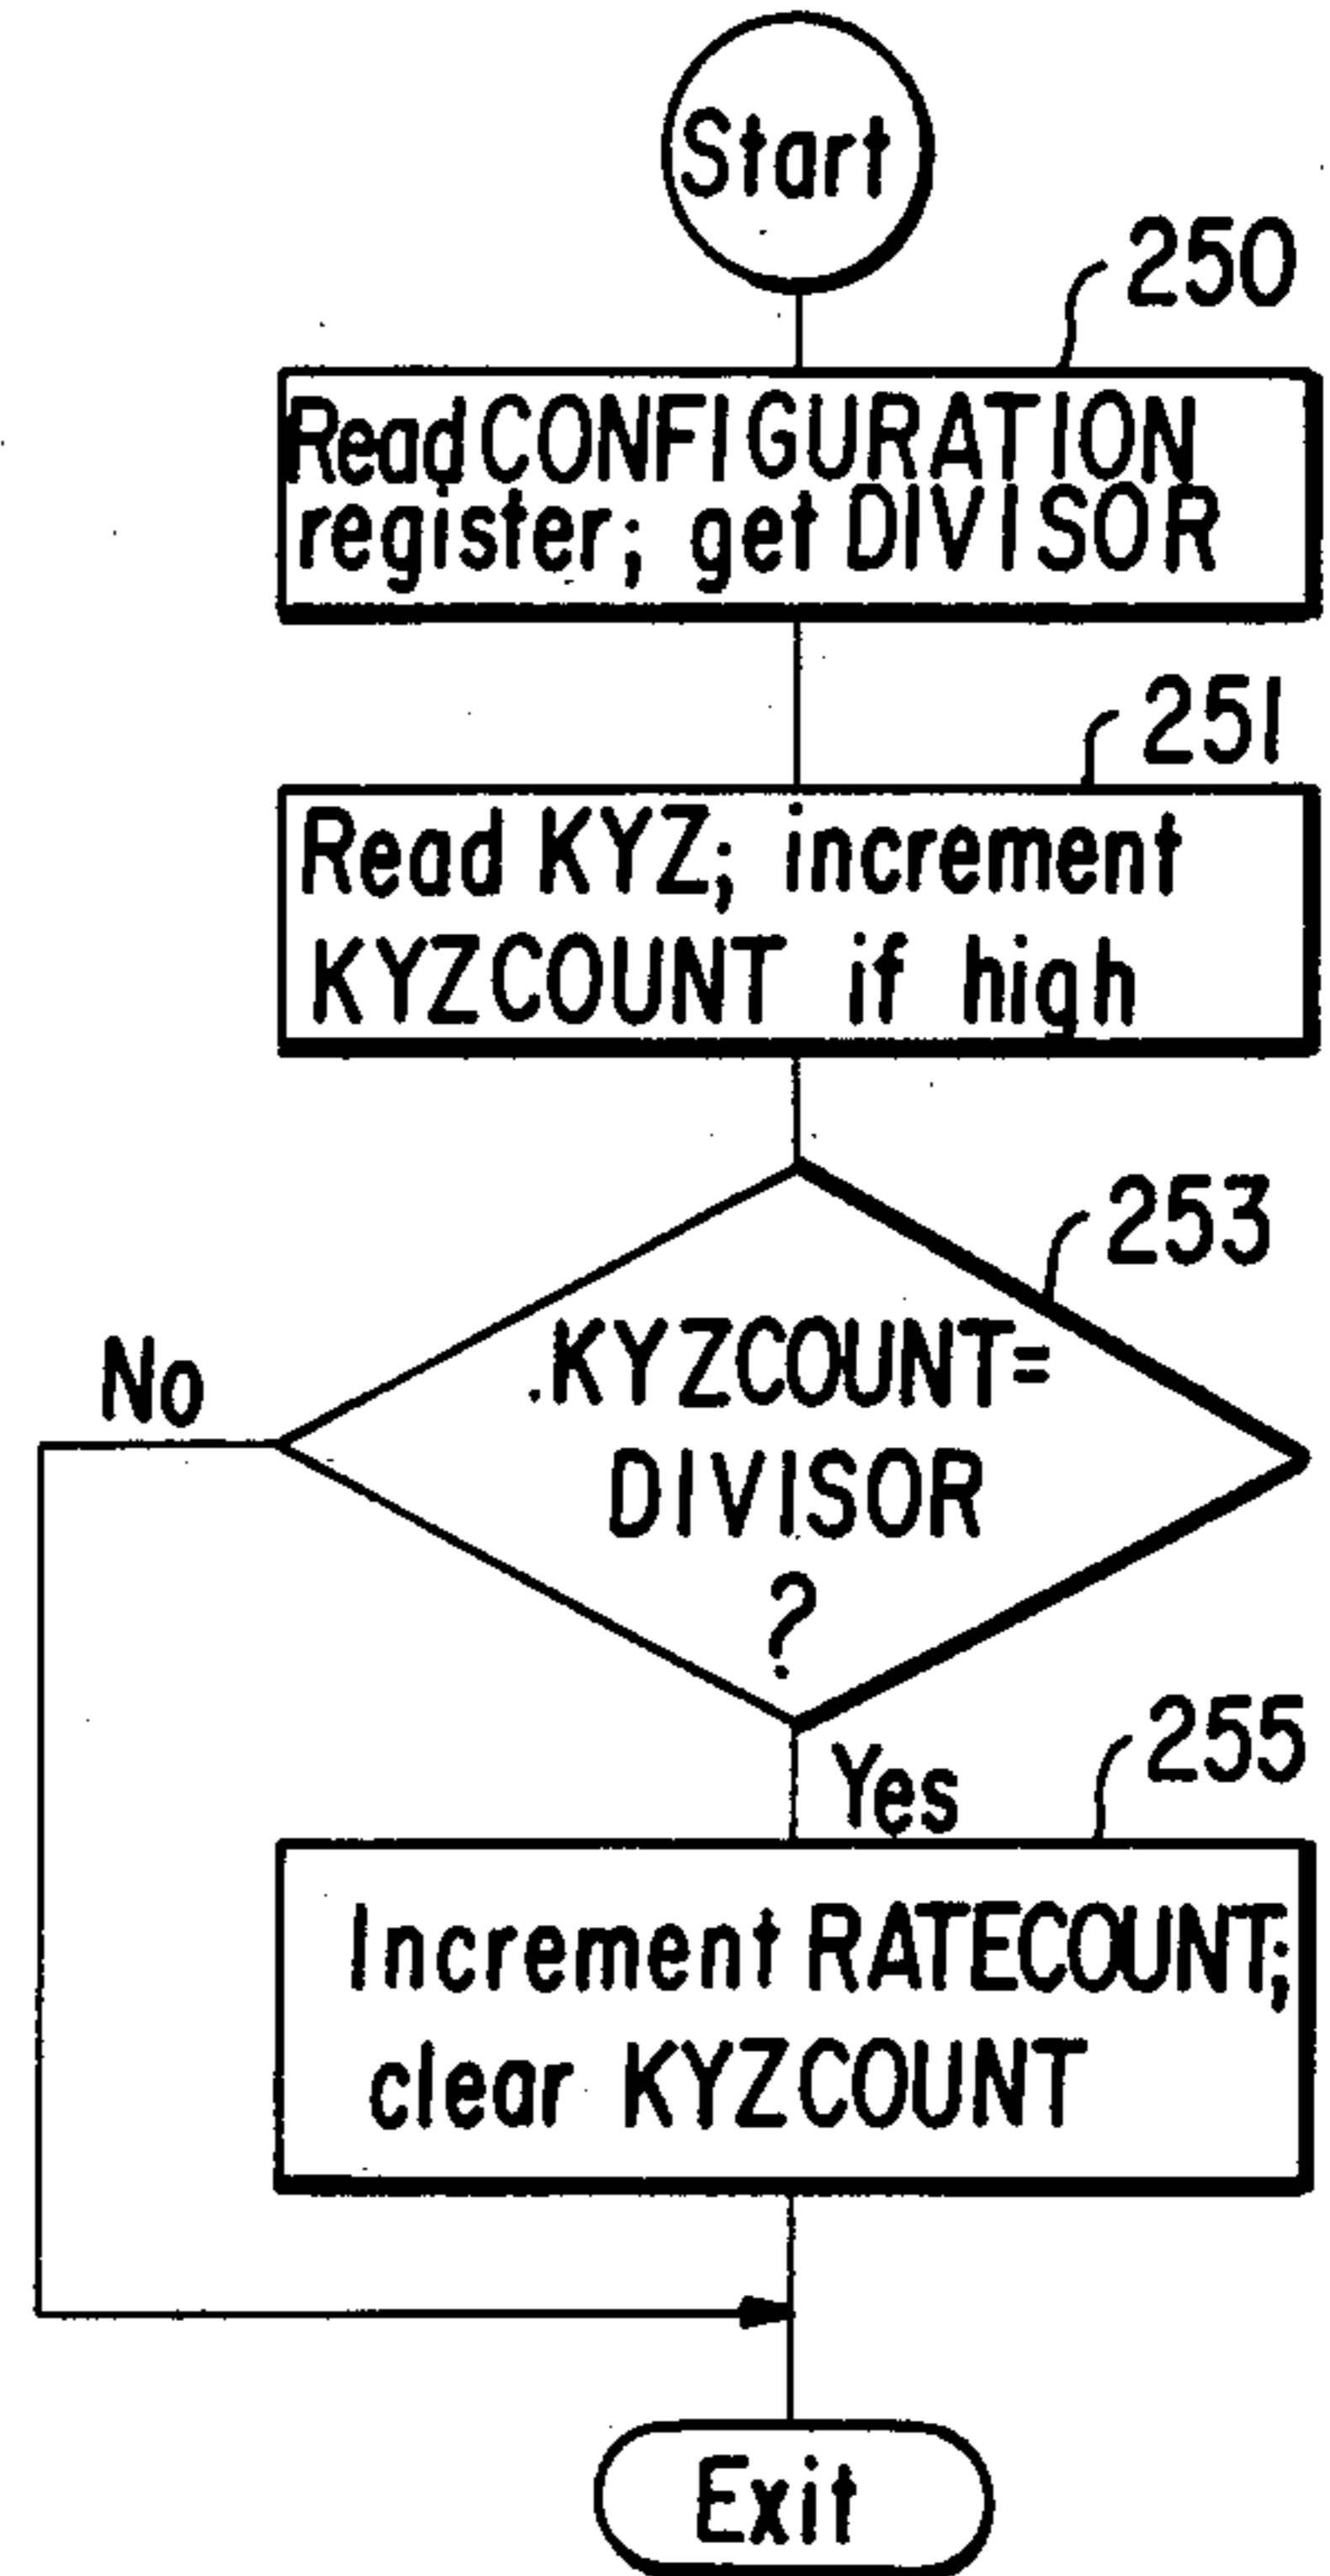 Start
250
Read CONFIGURATION
register; get DIVISOR
251
Read KYZ; increment
KYZCOUNT if high
253
No
KYZCOUNT=
DIVISOR
?
Yes
255
Increment RATECOUNT;
clear KYZCOUNT
Exit